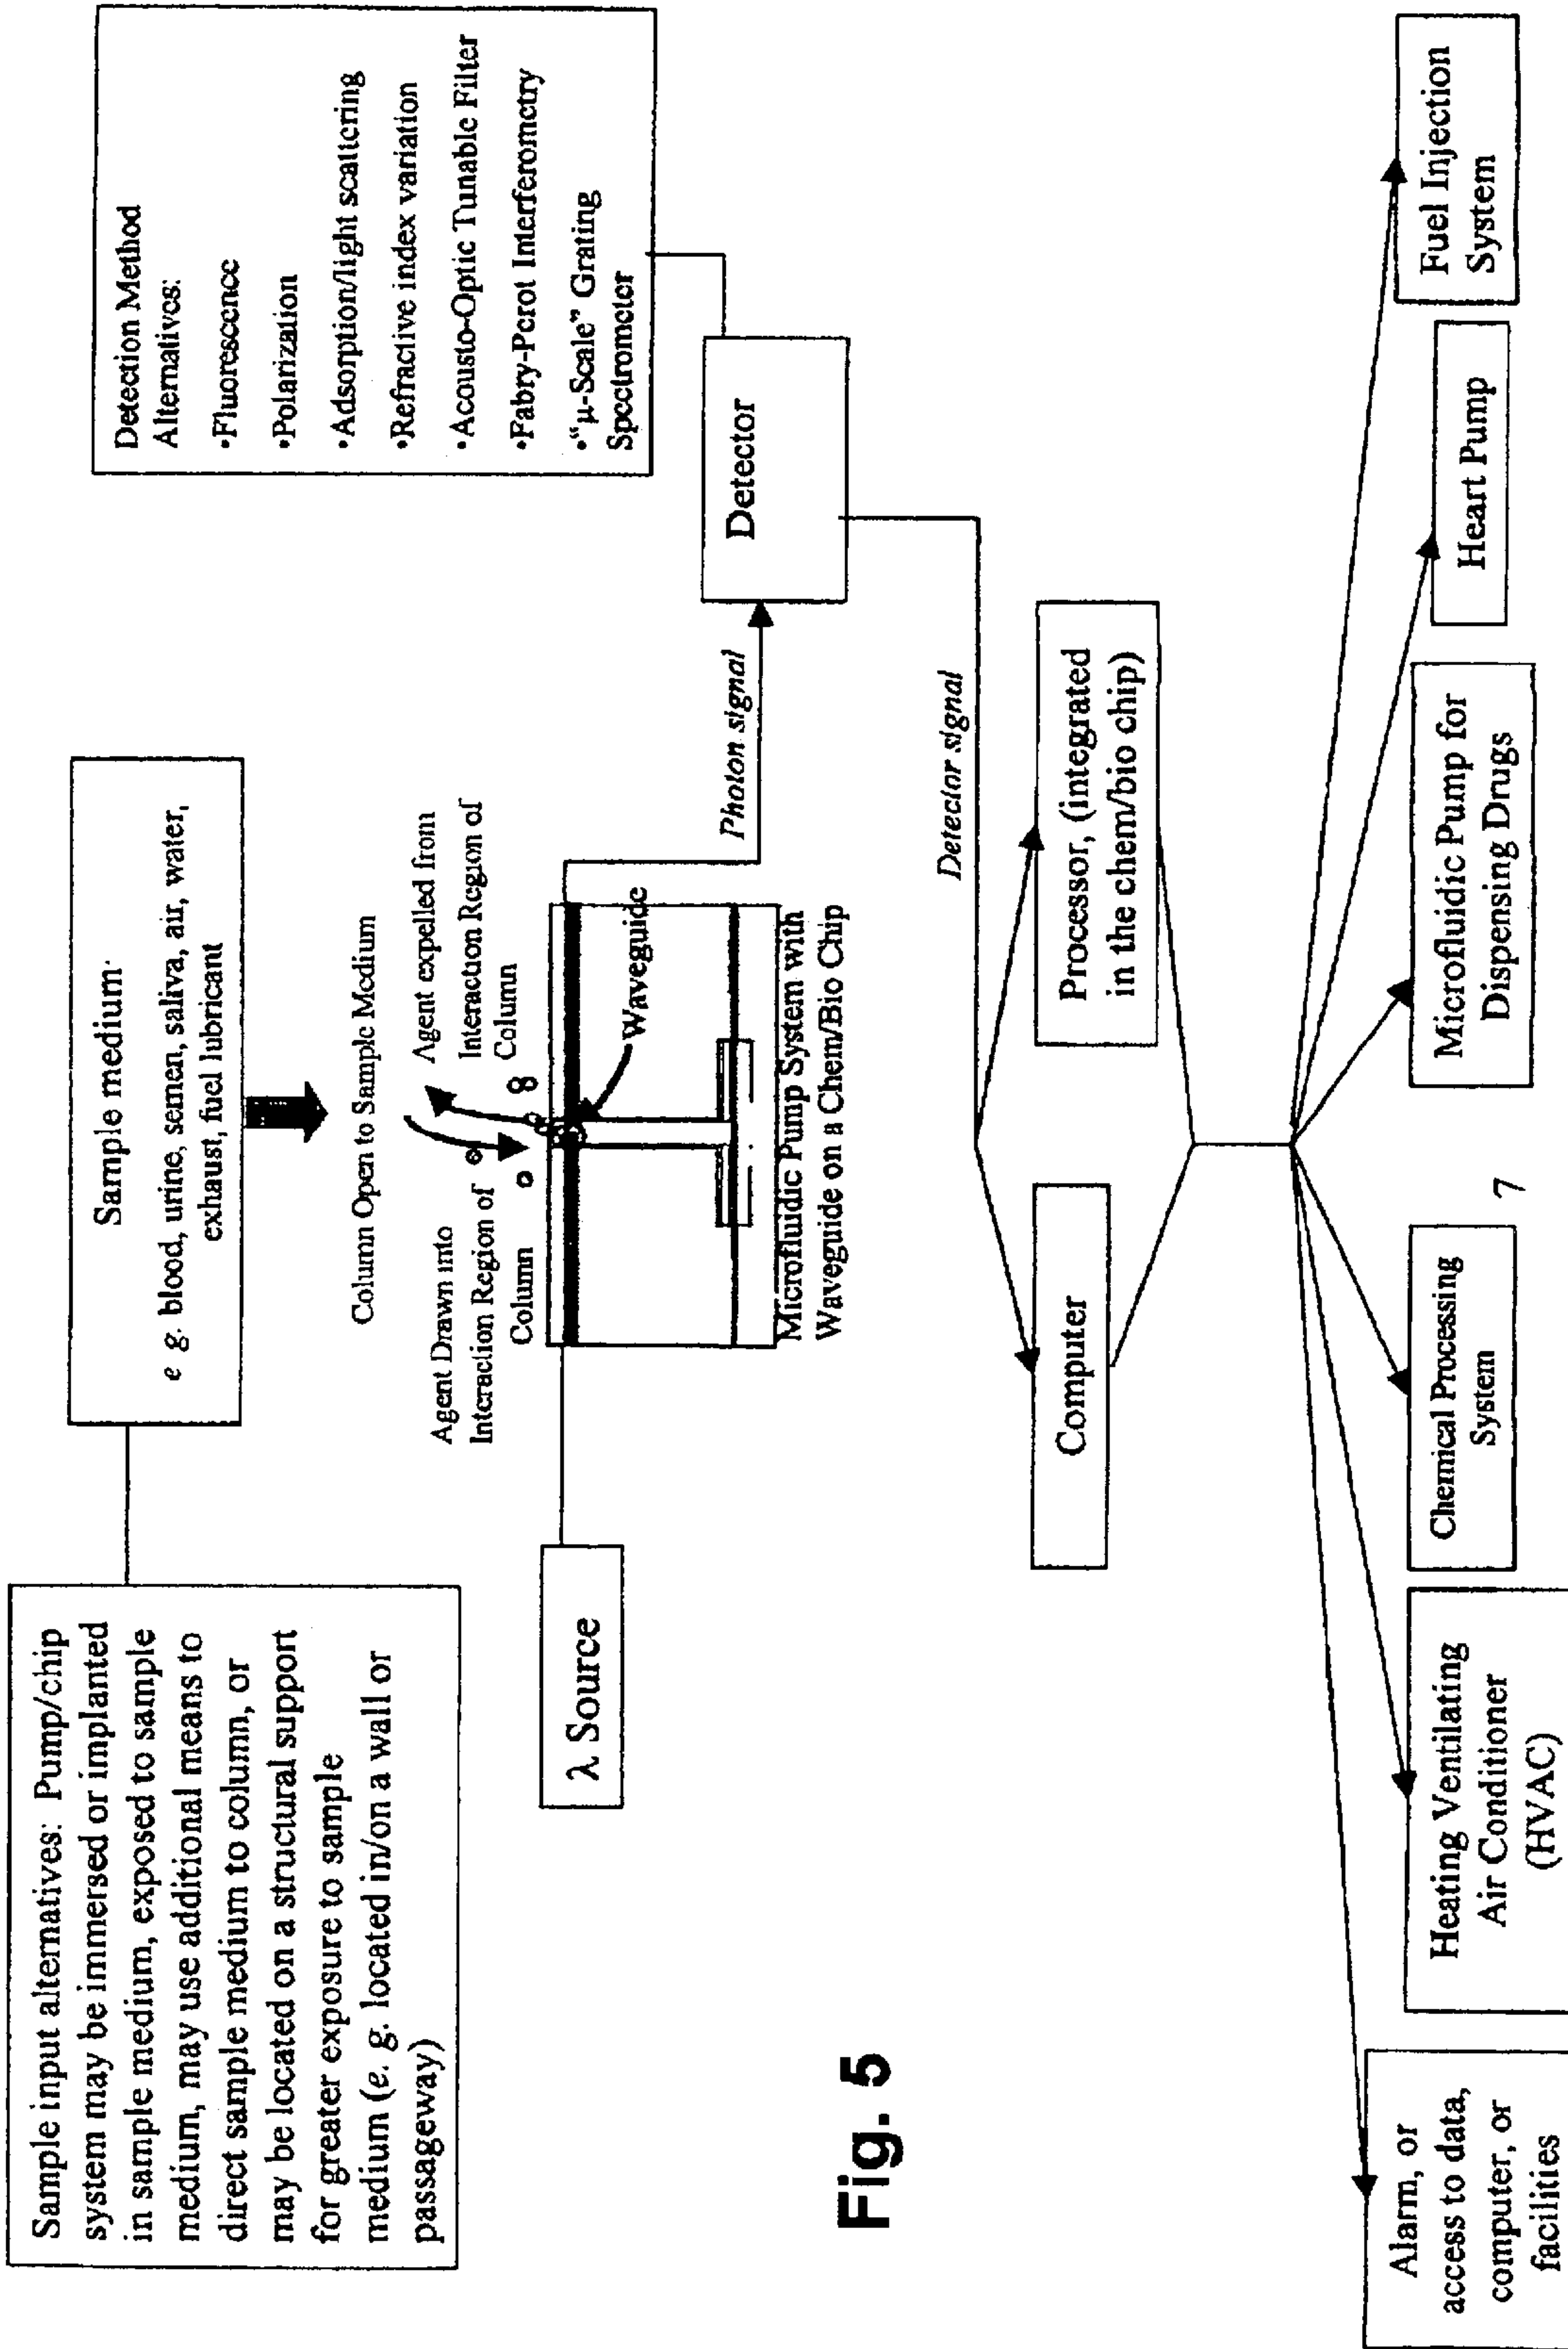 Sample input alternatives: Pump/chip
system may be immersed or implanted
in sample medium, exposed to sample
medium, may use additional means to
direct sample medium to column, or
may be located on a structural support
for greater exposure to sample
medium (e. g. located in/on a wall or
passageway)
Sample medium
e g. blood, urine, semen, saliva, air, water,
exhaust, fuel lubricant
Detection Method
Alternatives:
•Fluorescence
•Polarization
•Adsorption/light scattering
•Refractive index variation
•Acousto-Optic Tunable Filter
•Fabry-Perot Interferometry
•“μ-Scale” Grating
Spectrometer
Column Open to Sample Medium
Agent Drawn into
Interaction Region of
Column
Agent expelled from
Interaction Region of
Column
λ Source
Waveguide
Microfluidic Pump System with
Waveguide on a Chem/Bio Chip
Photon signal
Detector
Detector signal
Fig. 5
Computer
Processor, (integrated
in the chem/bio chip)
Alarm, or
access to data,
computer, or
facilities
Heating Ventilating
Air Conditioner
(HVAC)
Chemical Processing
System
7
Microfluidic Pump for
Dispensing Drugs
Heart Pump
Fuel Injection
System